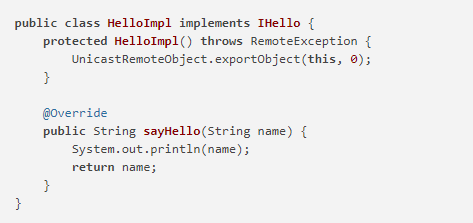 public class HelloImpl implements IHello {
    protected HelloImpl() throws RemoteException {
        UnicastRemoteObject.exportObject(this, 0);
    }

    @Override
    public String sayHello(String name) {
        System.out.println(name);
        return name;
    }
}